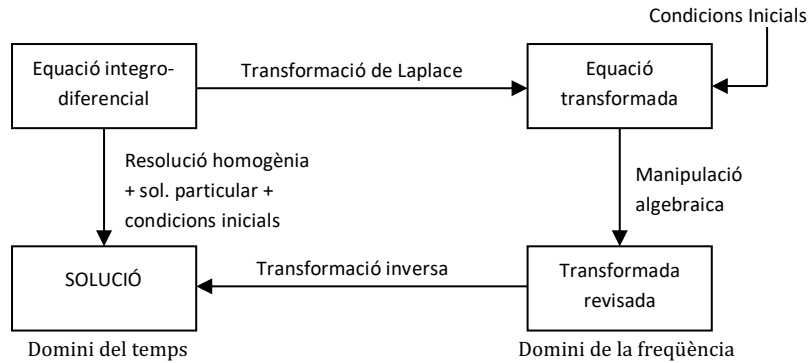 Condicions Inicials
Equació integro-
diferencial
Transformació de Laplace
Equació
transformada
Resolució homogènia
+ sol. particular +
condicions inicials
Manipulació
algebraica
SOLUCIÓ
Transformació inversa
Transformada
revisada
Domini del temps
Domini de la freqüència